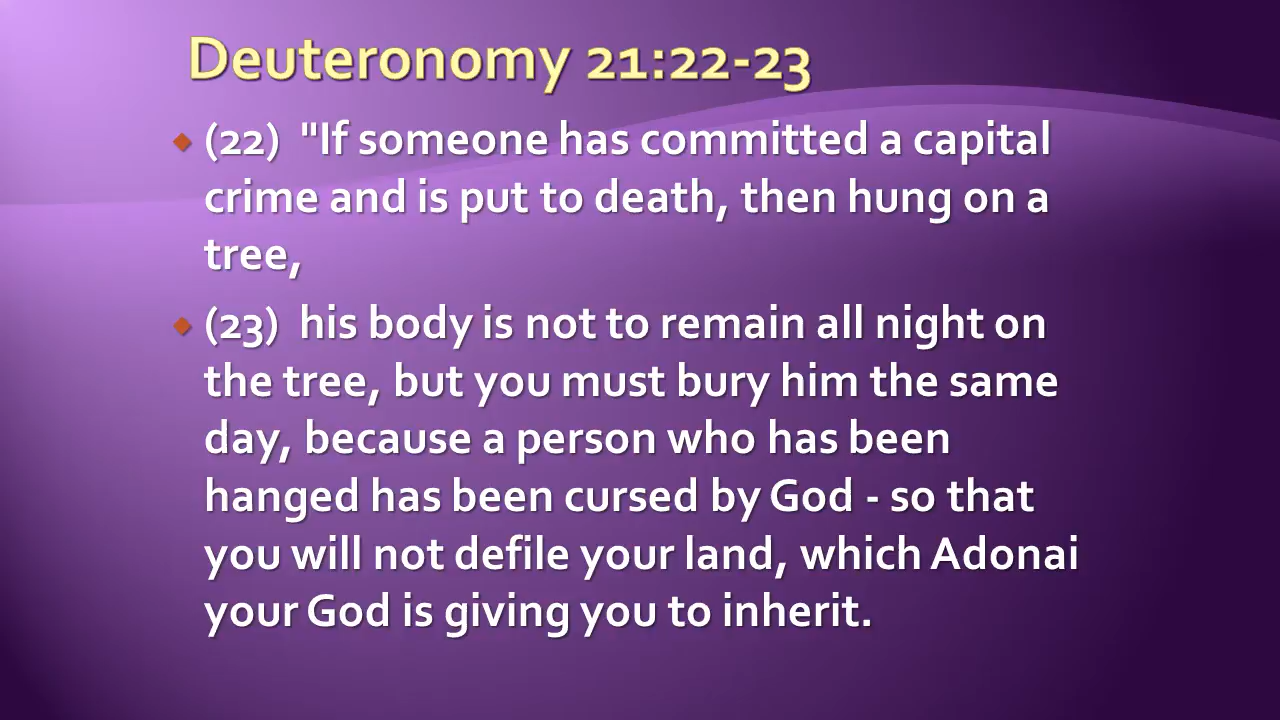 Deuteronomy 21:22-23
(22) "If someone has committed a capital
crime and is put to death, then hung on a
tree,
(23) his body is not to remain all night on
the tree, but you must bury him the same
day, because a person who has been
hanged has been cursed by God - so that
you will not defile your land, which Adonai
your God is giving you to inherit.